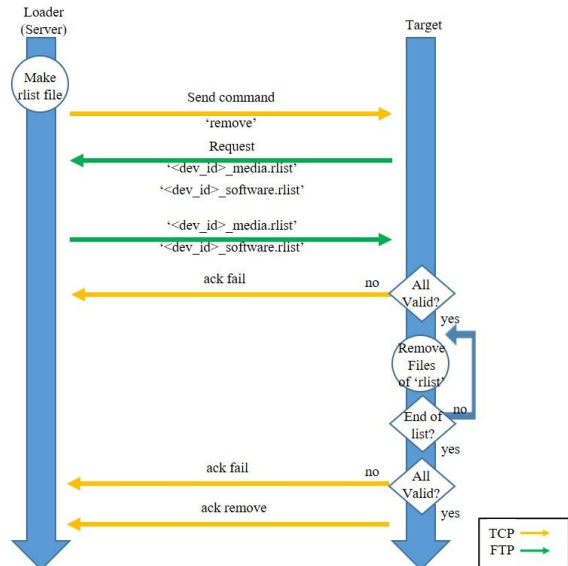 Loader
(Server)
Target
Make
rlist file
Send command
‘remove’
Request
‘<dev_id>_media.rlist’
‘<dev_id>_software.rlist’
‘<dev_id>_media.rlist’
‘<dev_id>_software.rlist’
ack fail
no
All
Valid?
yes
Remove
Files
of ‘rlist’
no
End of
list?
yes
ack fail
no
All
Valid?
yes
ack remove
TCP
FTP